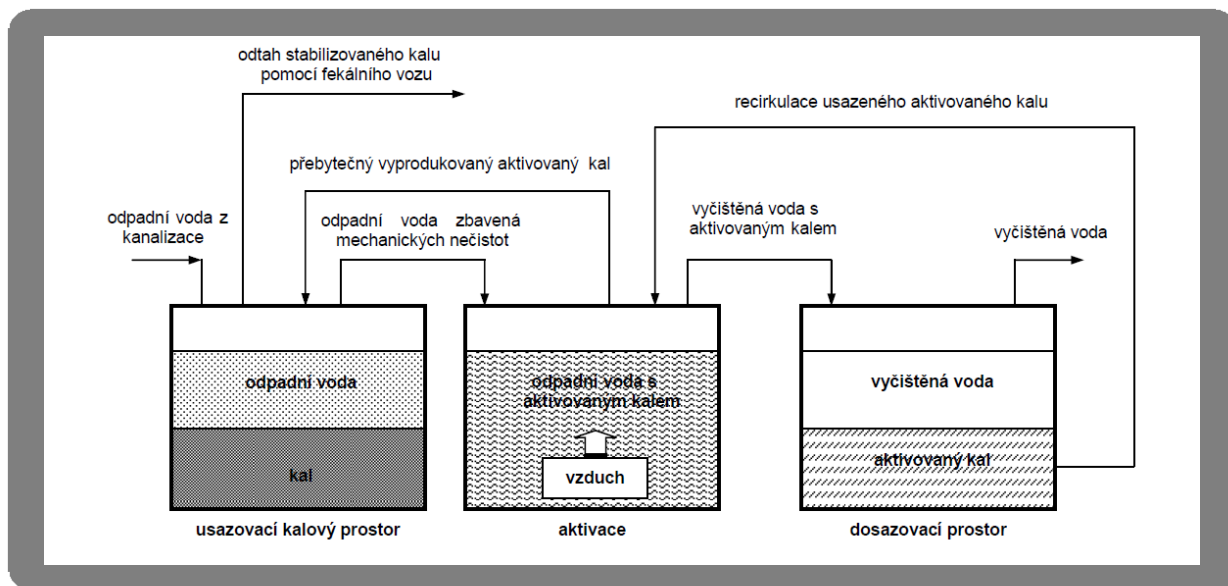 odtah stabilizovaného kalu
pomocí fekálního vozu
recirkulace usazeného aktivovaného kalu
přebytečný vyprodukovaný aktivovaný kal
odpadní voda z
kanalizace
odpadní voda zbavená
mechanických nečistot
vyčištěná voda s
aktivovaným kalem
vyčištěná voda
odpadní voda
kal
odpadní voda s
aktivovaným kalem
vzduch
vyčištěná voda
aktivovaný kal
usazovací kalový prostor
aktivace
dosazovací prostor